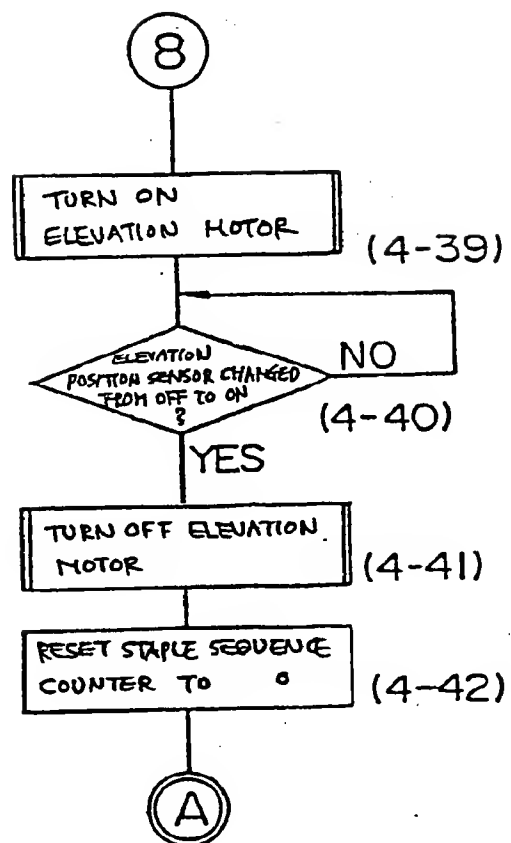 8
TURN ON
ELEVATION MOTOR
(4-39)
ELEVATION
POSITION SENSOR CHANGED
FROM OFF TO ON
?
NO
(4-40)
YES
TURN OFF ELEVATION
MOTOR
(4-41)
RESET STAPLE SEQUENCE
COUNTER TO 0
(4-42)
A